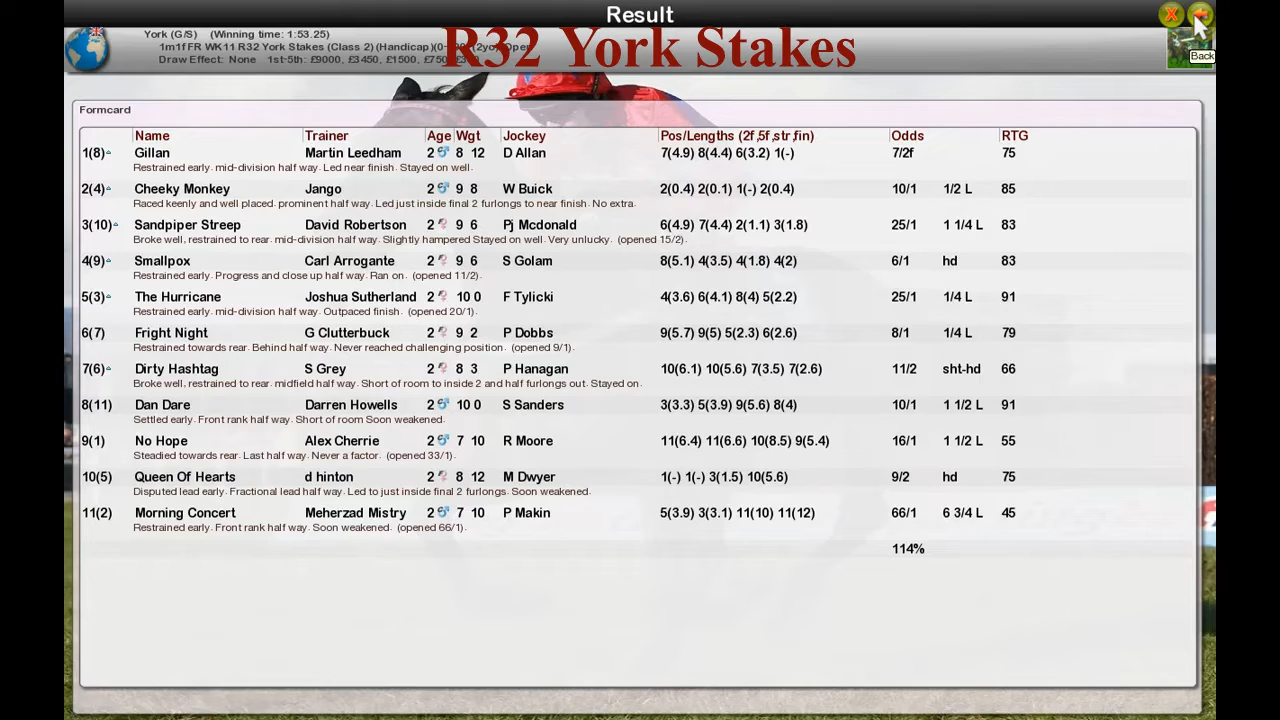 Result
York (G/S) (Winning time: 1:53.25)
R32 York Stakes
1m1f FR WK11 R32 York Stakes (Class 2) (Handicap)(0- (2yo) Open
Draw Effect: None 1st-5th: £9000, £3450, £1500, £750,
Back
Formcard
Name Trainer Age Wgt Jockey Pos/Lengths (2f,5f,str,fin) Odds RTG
1(8) Gillan Martin Leedham 2 8 12 D Allan 7(4.9) 8(4.4) 6(3.2) 1(-) 7/2f 75
Restrained early. mid-division half way. Led near finish. Stayed on well.
2(4) Cheeky Monkey Jango 2 9 8 W Buick 2(0.4) 2(0.1) 1(-) 2(0.4) 10/1 1/2 L 85
Raced keenly and well placed. prominent half way. Led just inside final 2 furlongs to near finish. No extra.
3(10) Sandpiper Streep David Robertson 2 9 6 Pj Mcdonald 6(4.9) 7(4.4) 2(1.1) 3(1.8) 25/1 1 1/4 L 83
Broke well, restrained to rear. mid-division half way. Slightly hampered Stayed on well. Very unlucky. (opened 15/2).
4(9) Smallpox Carl Arrogante 2 9 6 S Golam 8(5.1) 4(3.5) 4(1.8) 4(2) 6/1 hd 83
Restrained early. Progress and close up half way. Ran on. (opened 11/2).
5(3) The Hurricane Joshua Sutherland 2 10 0 F Tylicki 4(3.6) 6(4.1) 8(4) 5(2.2) 25/1 1/4 L 91
Restrained early. mid-division half way. Outpaced finish. (opened 20/1).
6(7) Fright Night G Clutterbuck 2 9 2 P Dobbs 9(5.7) 9(5) 5(2.3) 6(2.6) 8/1 1/4 L 79
Restrained towards rear. Behind half way. Never reached challenging position. (opened 9/1).
7(6) Dirty Hashtag S Grey 2 8 3 P Hanagan 10(6.1) 10(5.6) 7(3.5) 7(2.6) 11/2 sht-hd 66
Broke well, restrained to rear. midfield half way. Short of room to inside 2 and half furlongs out. Stayed on.
8(11) Dan Dare Darren Howells 2 10 0 S Sanders 3(3.3) 5(3.9) 9(5.6) 8(4) 10/1 1 1/2 L 91
Settled early. Front rank half way. Short of room Soon weakened.
9(1) No Hope Alex Cherrie 2 7 10 R Moore 11(6.4) 11(6.6) 10(8.5) 9(5.4) 16/1 1 1/2 L 55
Steadied towards rear. Last half way. Never a factor. (opened 33/1).
10(5) Queen Of Hearts d hinton 2 8 12 M Dwyer 1(-) 1(-) 3(1.5) 10(5.6) 9/2 hd 75
Disputed lead early. Fractional lead half way. Led to just inside final 2 furlongs. Soon weakened.
11(2) Morning Concert Meherzad Mistry 2 7 10 P Makin 5(3.9) 3(3.1) 11(10) 11(12) 66/1 6 3/4 L 45
Restrained early. Front rank half way. Soon weakened. (opened 66/1).
114%